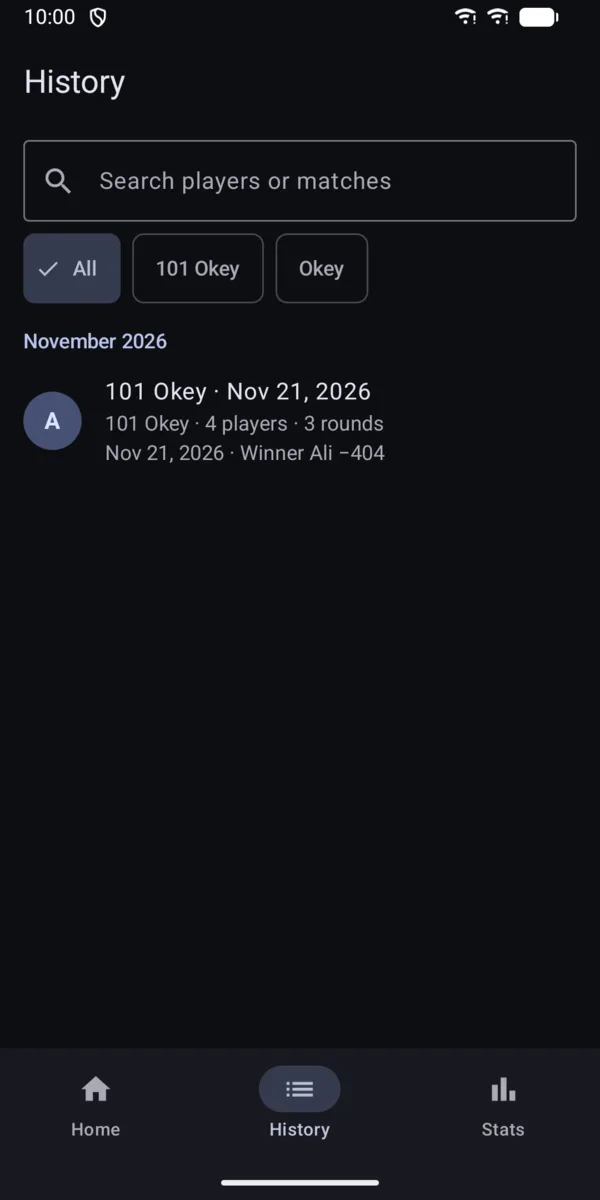 10:00
History
Search players or matches
All
101 Okey
Okey
November 2026
A
101 Okey · Nov 21, 2026
101 Okey · 4 players · 3 rounds
Nov 21, 2026 · Winner Ali −404
Home
History
Stats